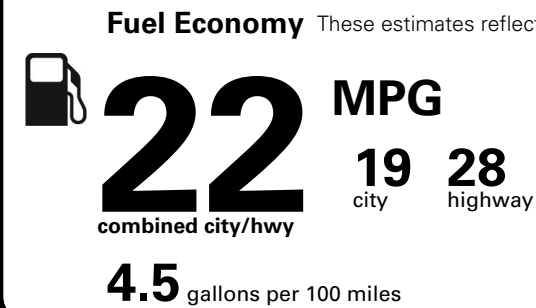 Fuel Economy These estimates reflect
22 MPG
19 28
city highway
combined city/hwy
4.5 gallons per 100 miles